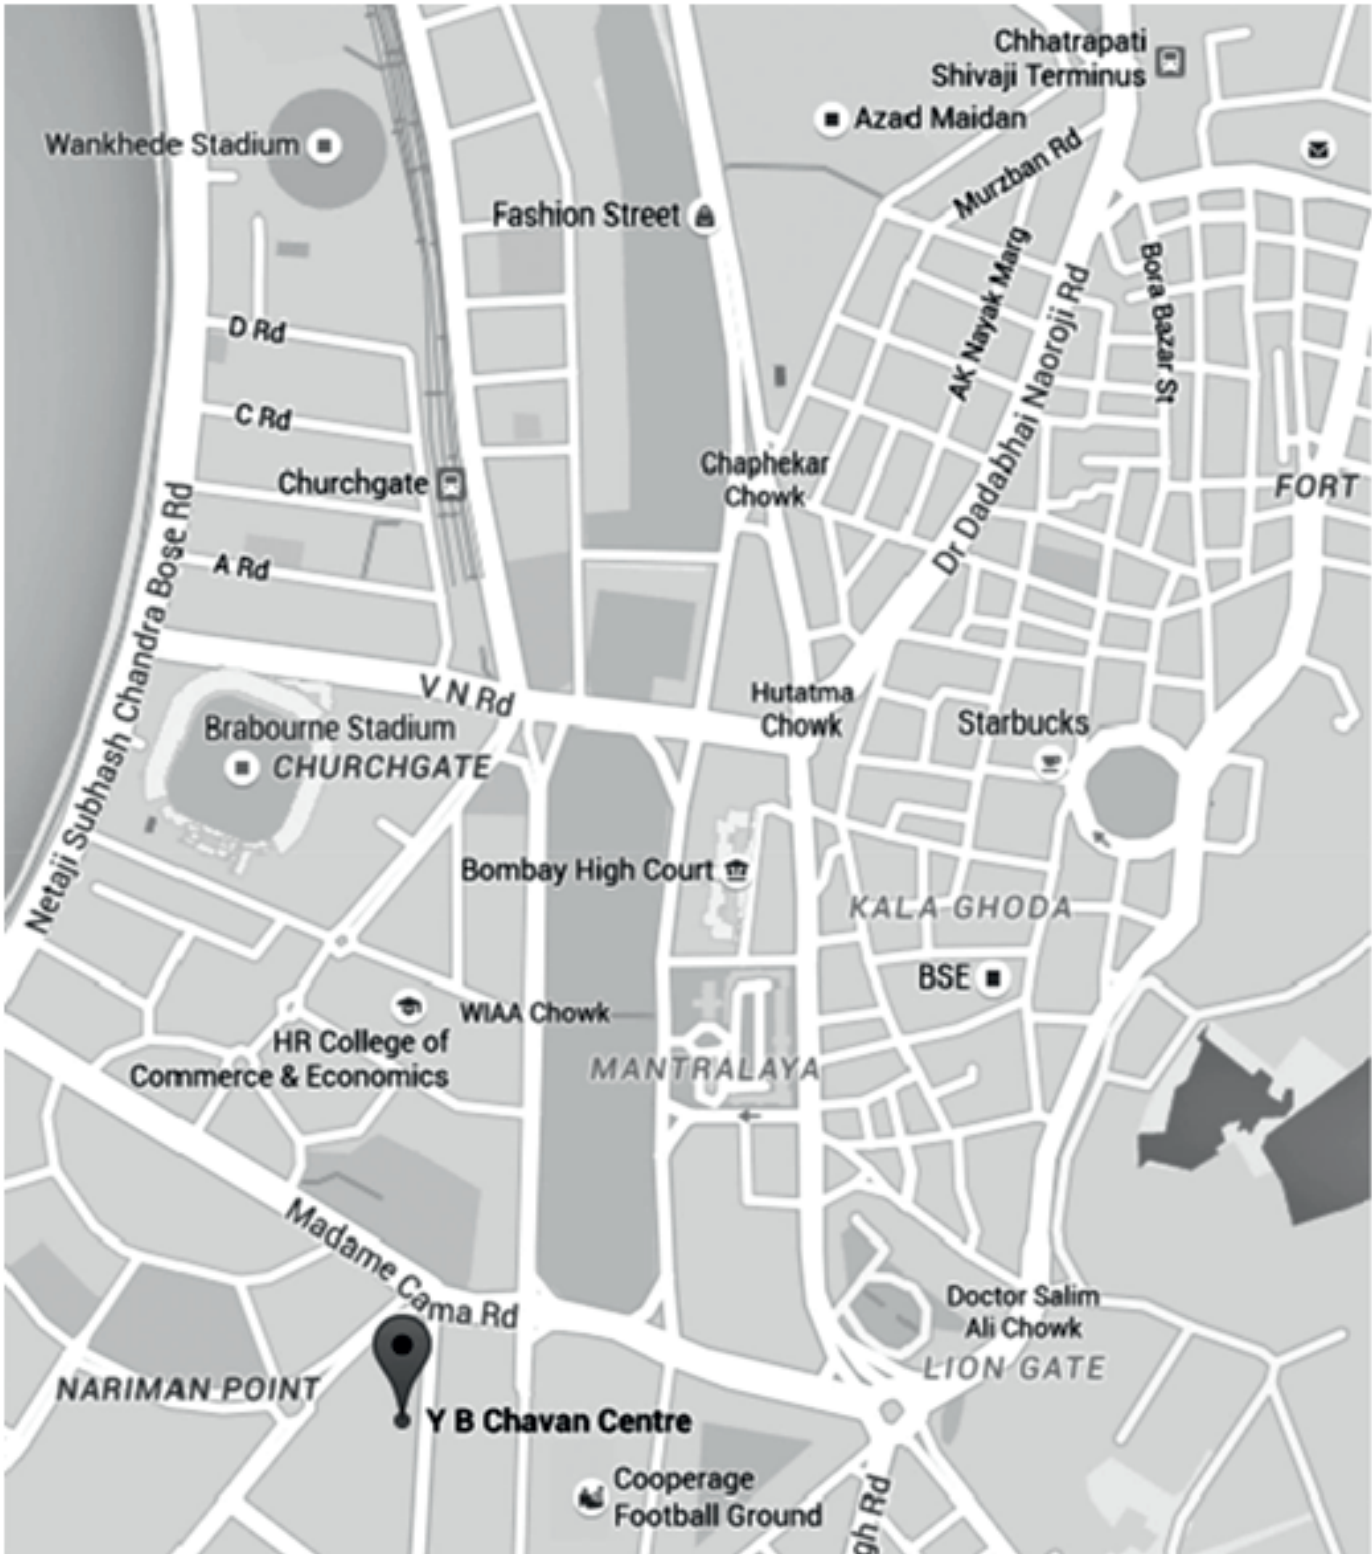 Chhatrapati
Shivaji Terminus
Azad Maidan
Wankhede Stadium
Murzban Rd
Fashion Street
AK Nayak Marg
Bora Bazar St
D Rd
Dr Dadabhai Naoroji Rd
C Rd
Chaphekar
Chowk
Churchgate
FORT
A Rd
Netaji Subhash Chandra Bose Rd
V N Rd
Hutatma
Chowk
Starbucks
Brabourne Stadium
CHURCHGATE
Bombay High Court
KALA GHODA
BSE
WIAA Chowk
HR College of
Commerce & Economics
MANTRALAYA
Madame Cama Rd
Doctor Salim
Ali Chowk
LION GATE
NARIMAN POINT
Y B Chavan Centre
Cooperage
Football Ground
gh Rd